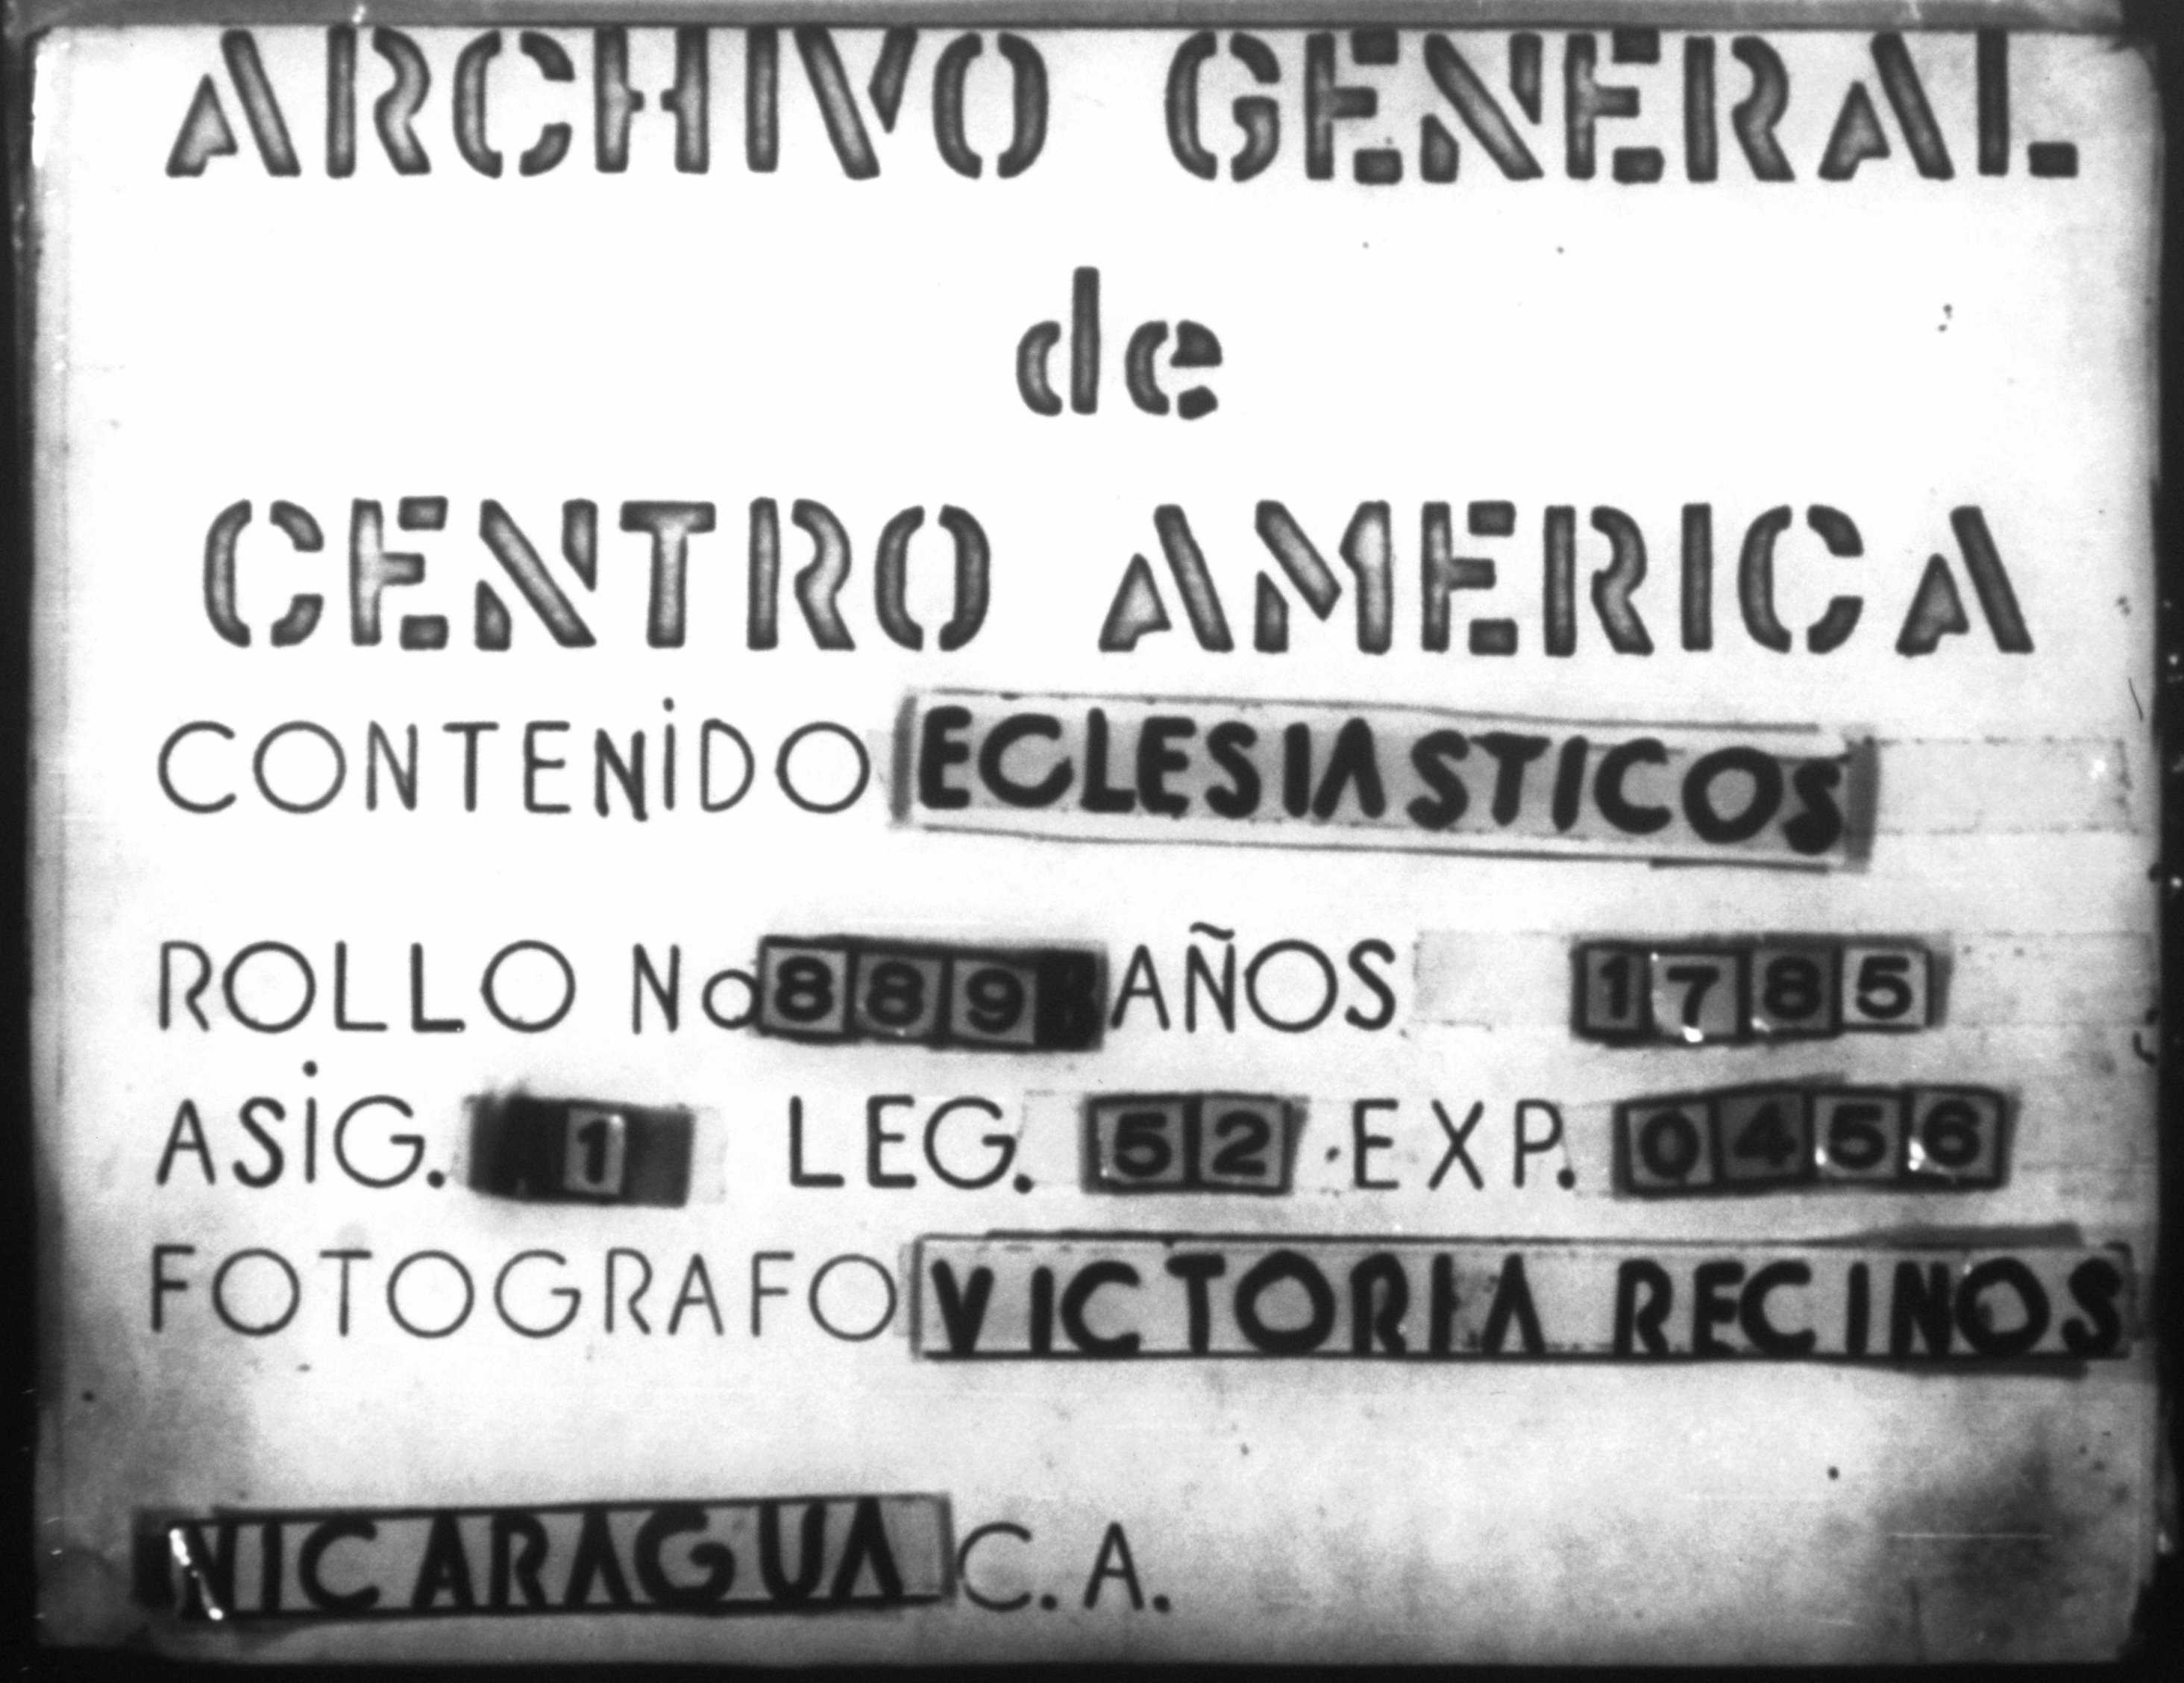 ARCHIVO GENERAL
de
CENTRO AMERICA
CONTENIDO ECLESIASTICOS
ROLLO No 889 AÑOS 1785
ASIG. 1 LEG. 52 EXP. 0456
FOTOGRAFO VICTORIA RECINOS
NICARAGUA C. A.